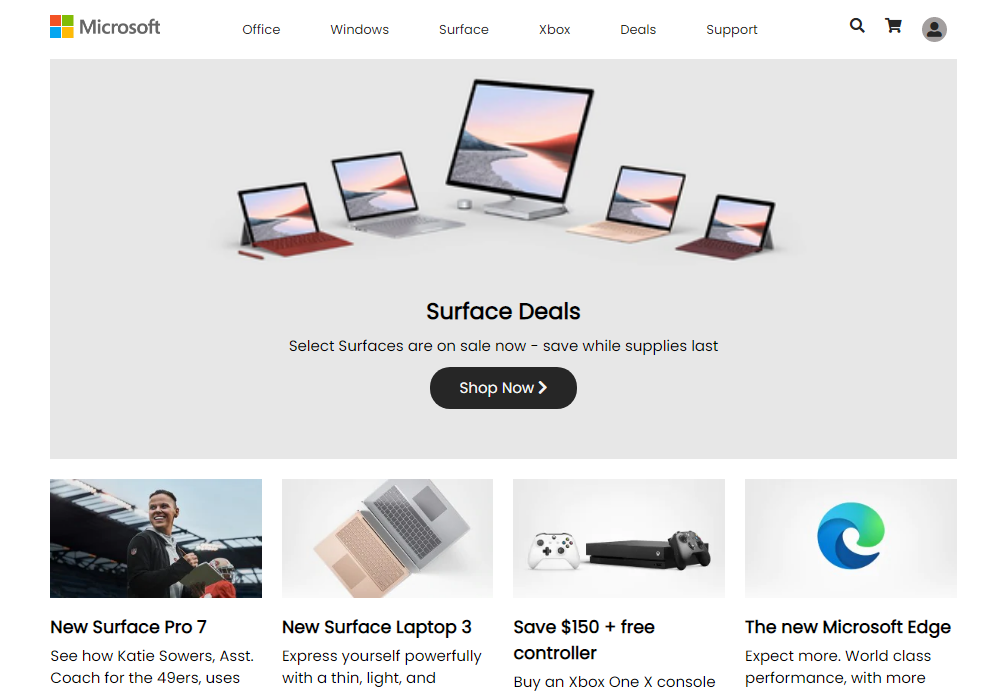 Microsoft
Office Windows Surface Xbox Deals Support
Surface Deals
Select Surfaces are on sale now - save while supplies last
Shop Now
New Surface Pro 7
See how Katie Sowers, Asst.
Coach for the 49ers, uses
New Surface Laptop 3
Express yourself powerfully
with a thin, light, and
Save $150 + free
controller
Buy an Xbox One X console
The new Microsoft Edge
Expect more. World class
performance, with more